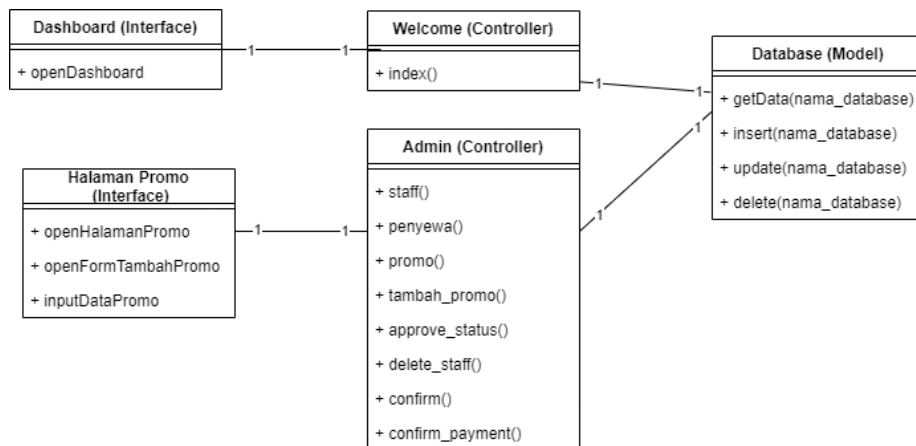 Dashboard (Interface)
+ openDashboard
1
1
Welcome (Controller)
+ index()
1
1
Database (Model)
+ getData(nama_database)
+ insert(nama_database)
+ update(nama_database)
+ delete(nama_database)
Halaman Promo
(Interface)
+ openHalamanPromo
+ openFormTambahPromo
+ inputDataPromo
1
1
Admin (Controller)
+ staff()
+ penyewa()
+ promo()
+ tambah_promo()
+ approve_status()
+ delete_staff()
+ confirm()
+ confirm_payment()
1
1